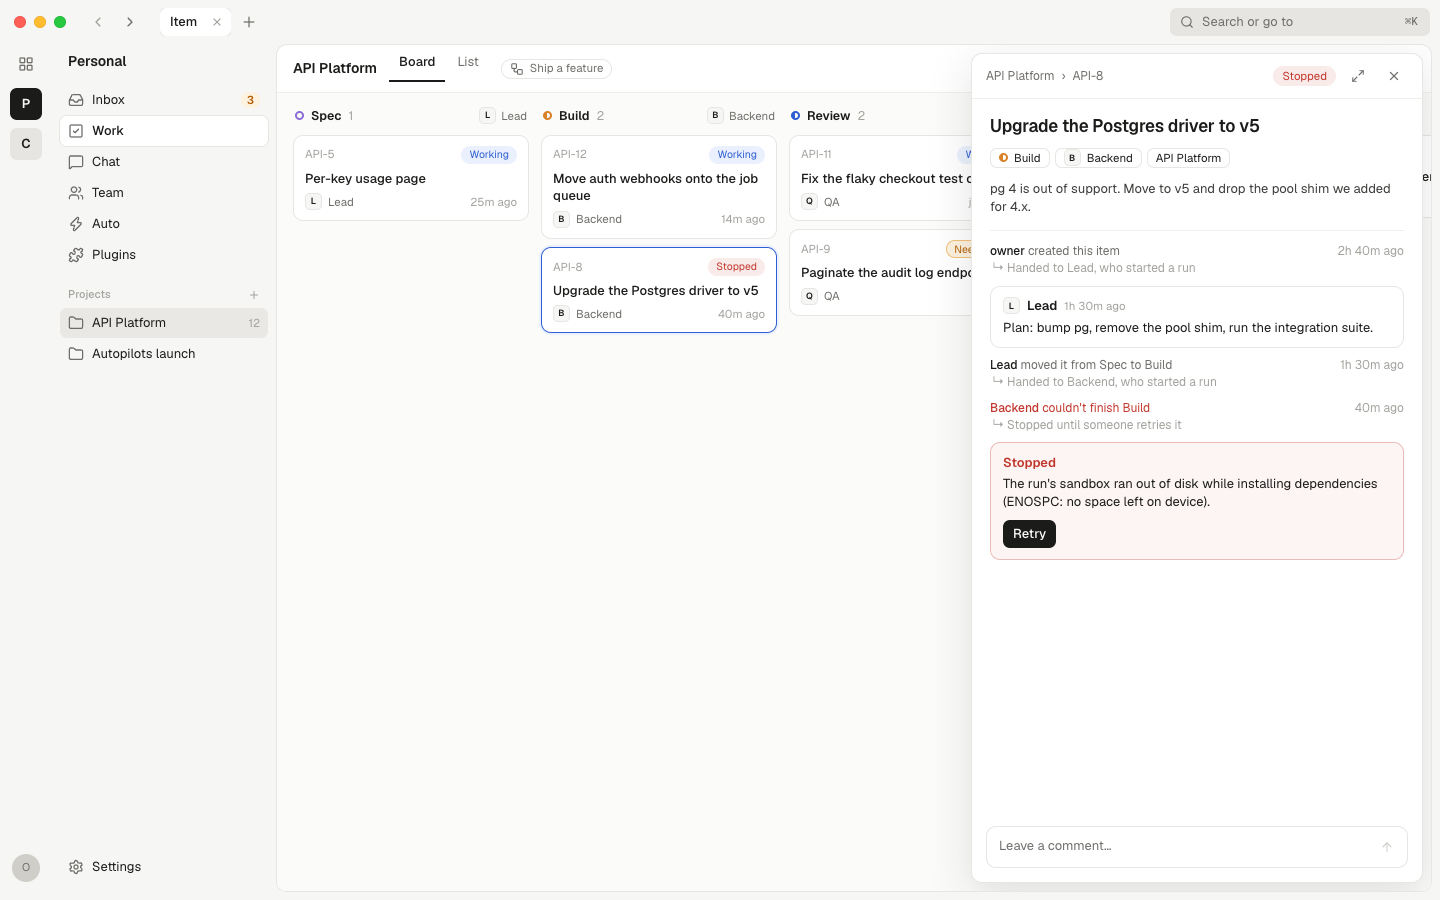 Item
Search or go to
⌘K
P
C
O
Personal
Inbox 3
Work
Chat
Team
Auto
Plugins
Projects
API Platform 12
Autopilots launch
Settings
API Platform
Board
List
Ship a feature
Spec 1
L Lead
API-5
Working
Per-key usage page
L Lead
25m ago
Build 2
B Backend
API-12
Working
Move auth webhooks onto the job
queue
B Backend
14m ago
API-8
Stopped
Upgrade the Postgres driver to v5
B Backend
40m ago
Review 2
API-11
Fix the flaky checkout test
Q QA
API-9
Paginate the audit log
Q QA
API Platform › API-8
Stopped
Upgrade the Postgres driver to v5
Build
B Backend
API Platform
pg 4 is out of support. Move to v5 and drop the pool shim we added
for 4.x.
owner created this item
2h 40m ago
Handed to Lead, who started a run
L Lead 1h 30m ago
Plan: bump pg, remove the pool shim, run the integration suite.
Lead moved it from Spec to Build
1h 30m ago
Handed to Backend, who started a run
Backend couldn't finish Build
40m ago
Stopped until someone retries it
Stopped
The run's sandbox ran out of disk while installing dependencies
(ENOSPC: no space left on device).
Retry
Leave a comment…